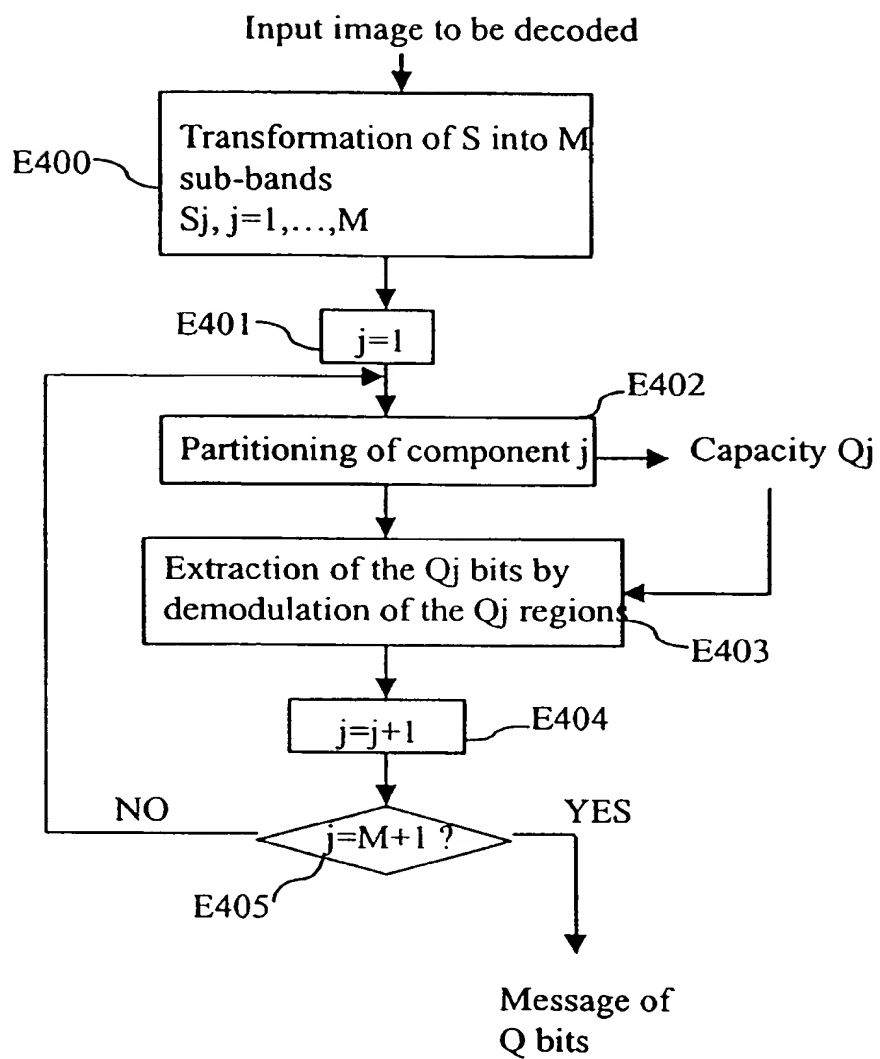 Input image to be decoded
Transformation of S into M
sub-bands
Sj, j=1,...,M
E400
E401
j=1
E402
Partitioning of component j
Capacity Qj
Extraction of the Qj bits by
demodulation of the Qj regions
E403
j=j+1
E404
NO
YES
j=M+1 ?
E405
Message of
Q bits